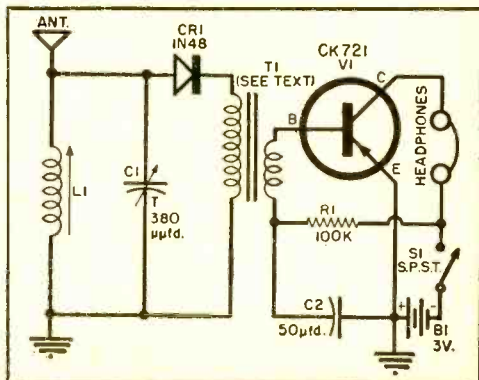 ANT.
CR1
1N48
T1
(SEE TEXT)
CK721
V1
C
B
E
HEADPHONES
L1
C1
T
380
µµfd.
R1
100K
S1
S.P.S.T.
C2
50µfd.
+
-
B1
3V.